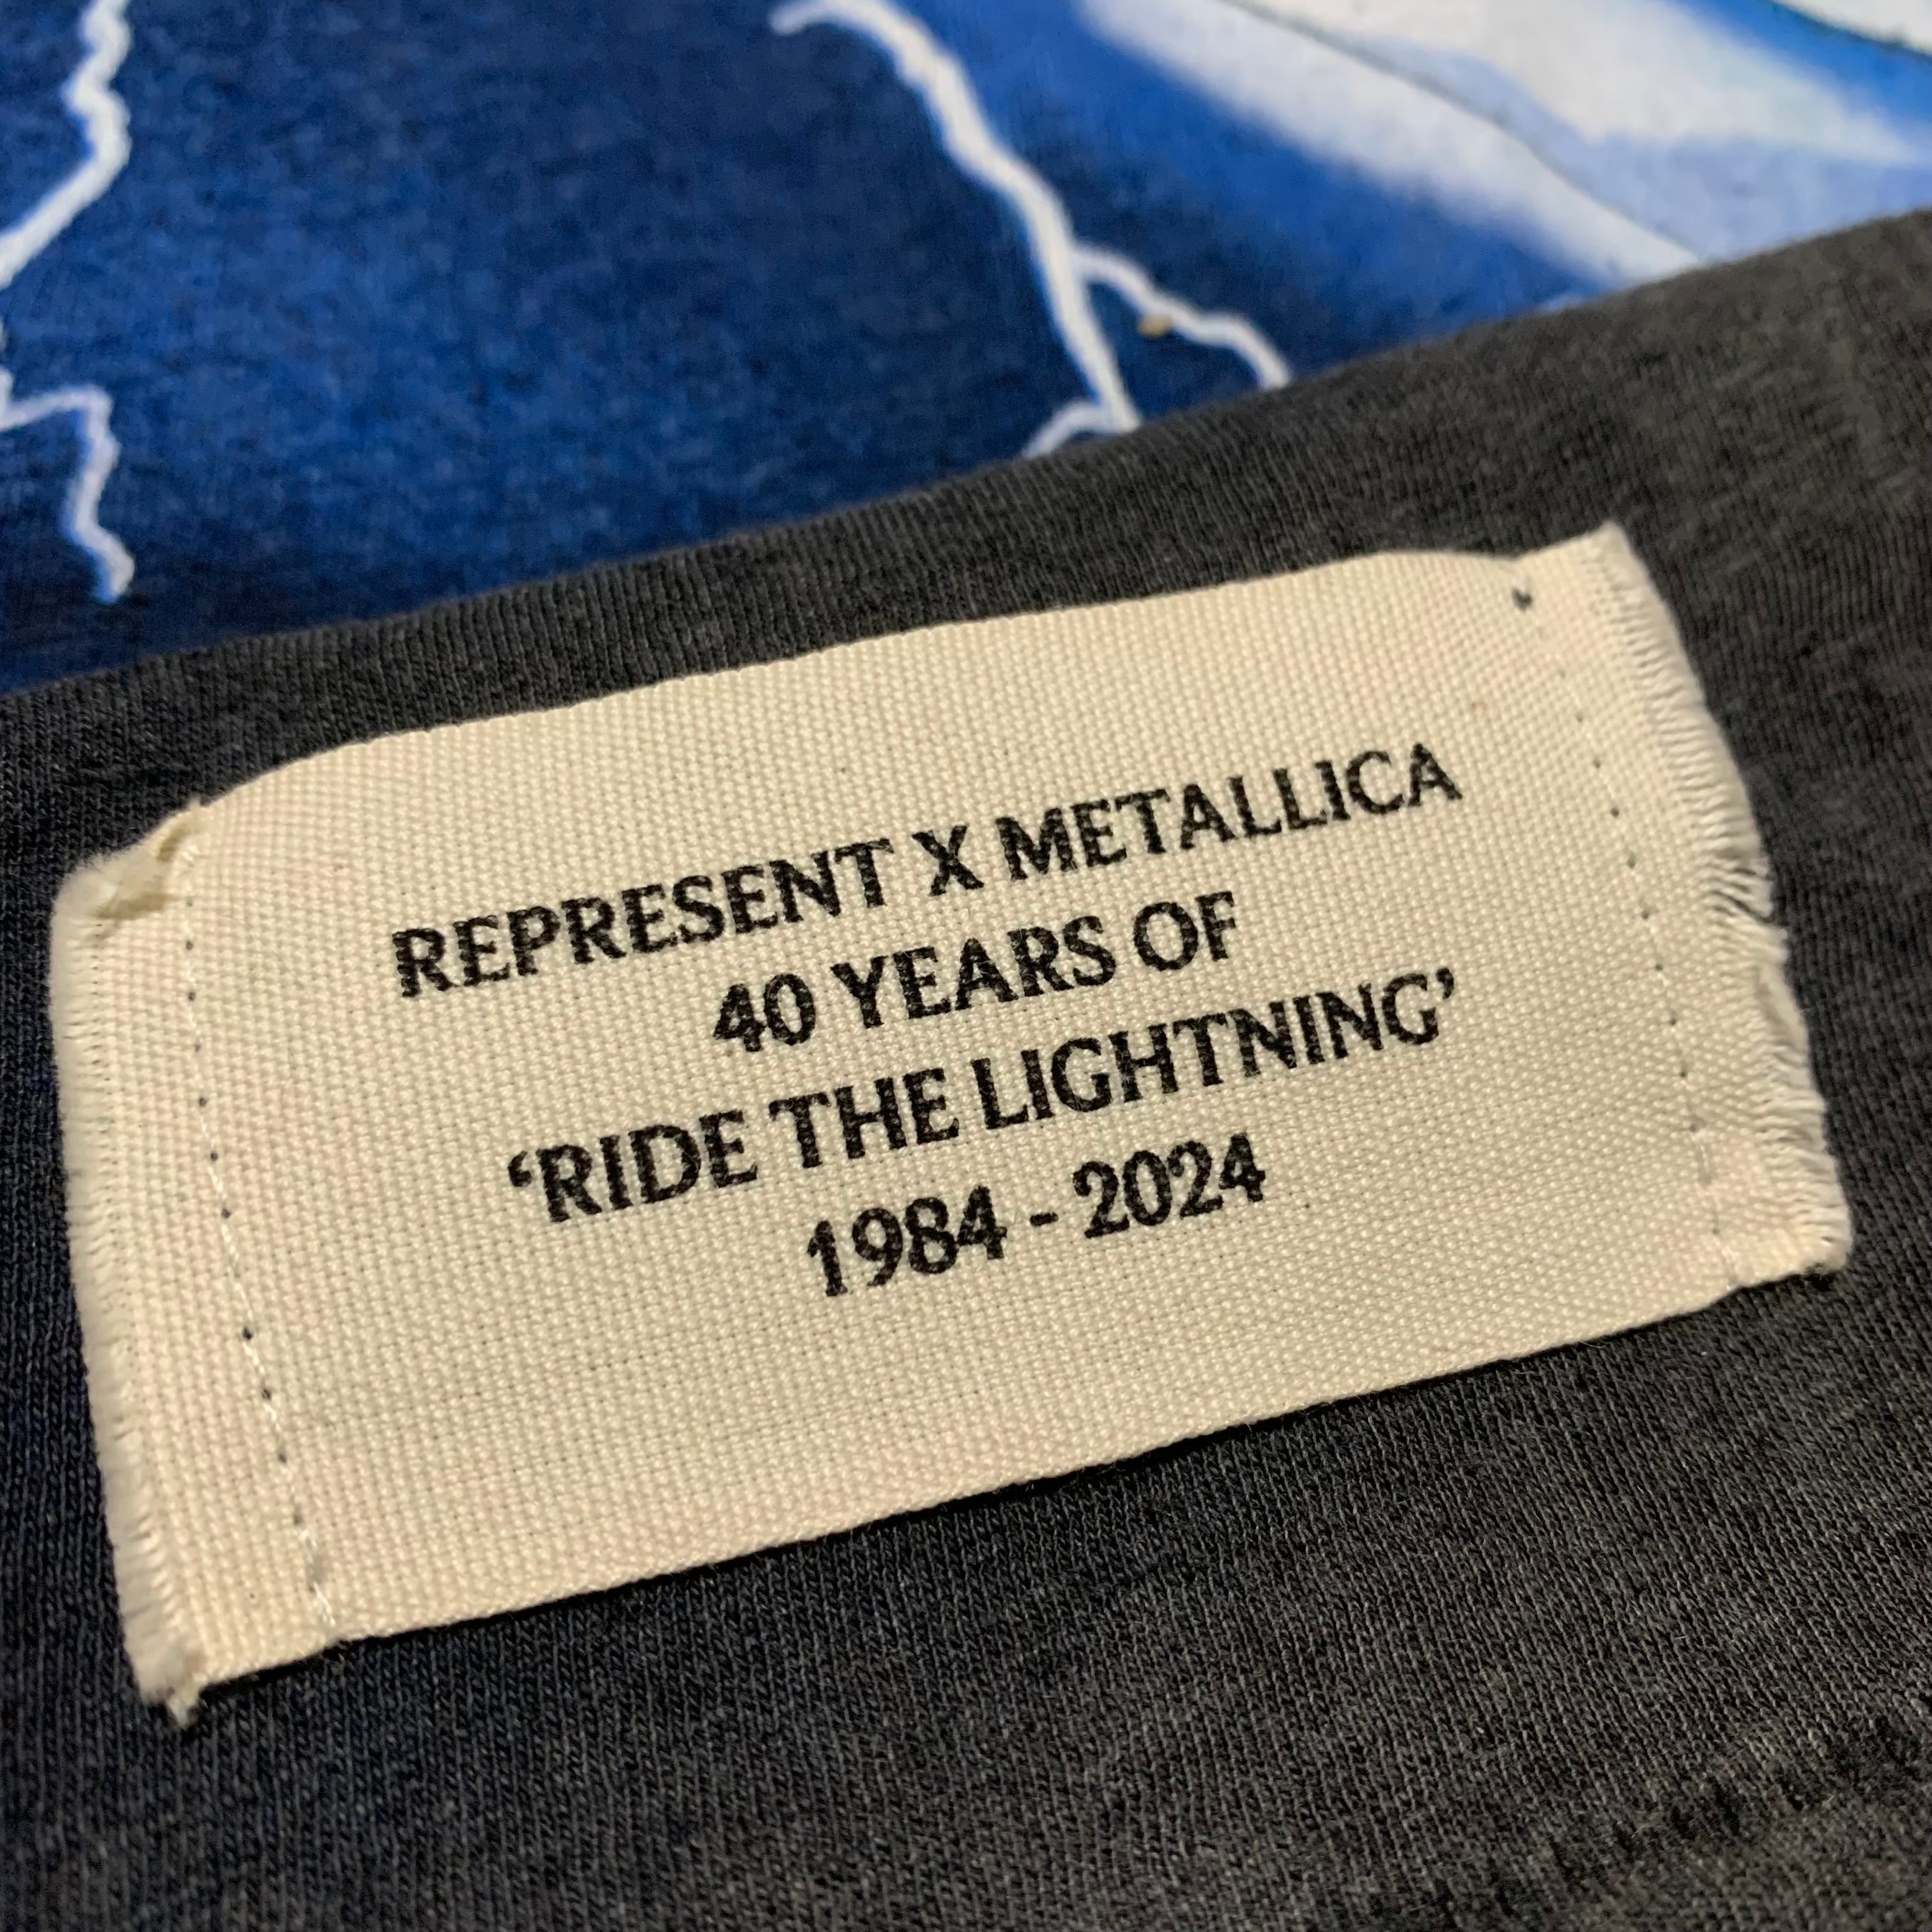 REPRESENT X METALLICA
40 YEARS OF
‘RIDE THE LIGHTNING’
1984 - 2024